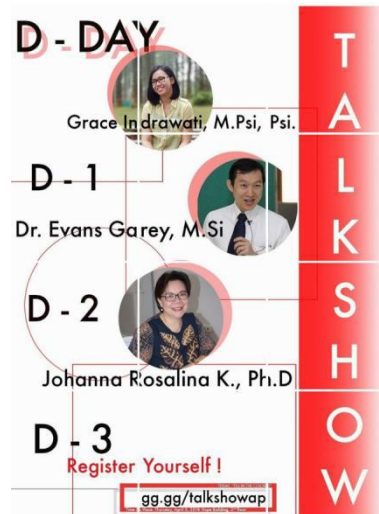 D - DAY
Grace Indrawati, M.Psi, Psi.
D - 1
Dr. Evans Garey, M.Si
D - 2
Johanna Rosalina K., Ph.D
D - 3
Register Yourself !
gg.gg/talkshowap
TALKSHOW